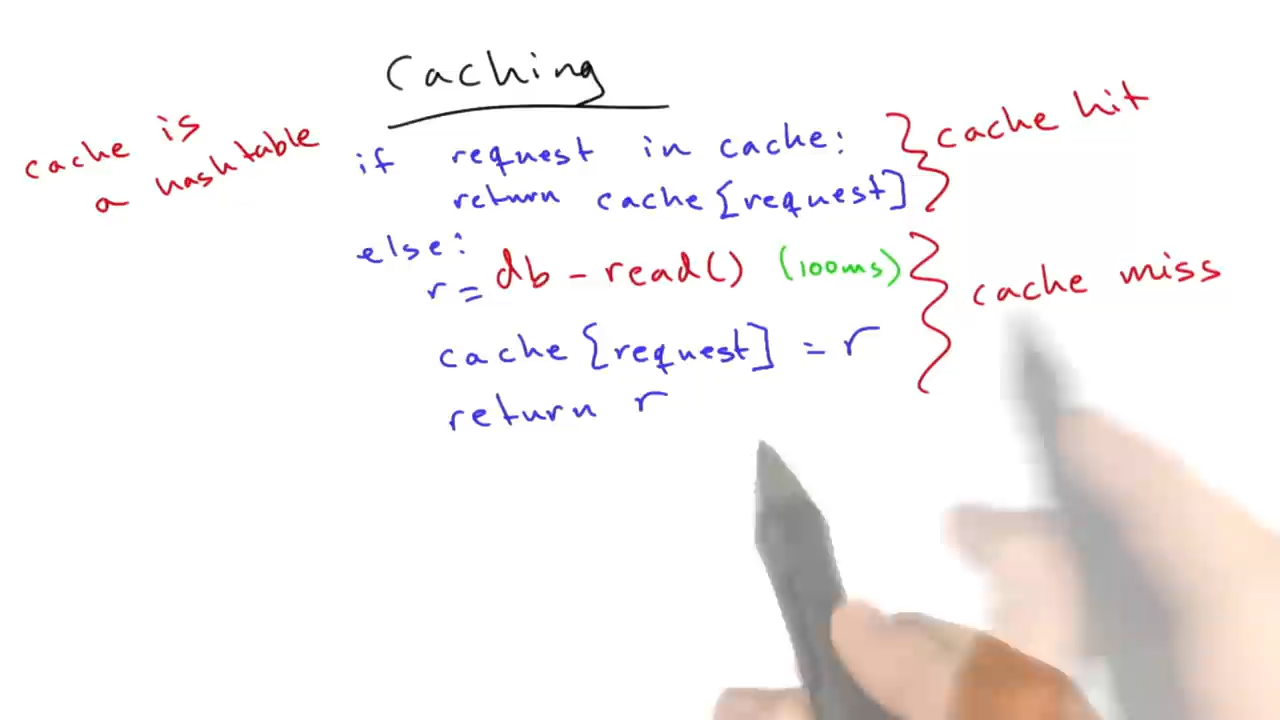 Caching
cache is
a hashtable
if request in cache:
return cache[request]
cache hit
else:
r = db-read() (100ms)
cache[request] = r
return r
cache miss